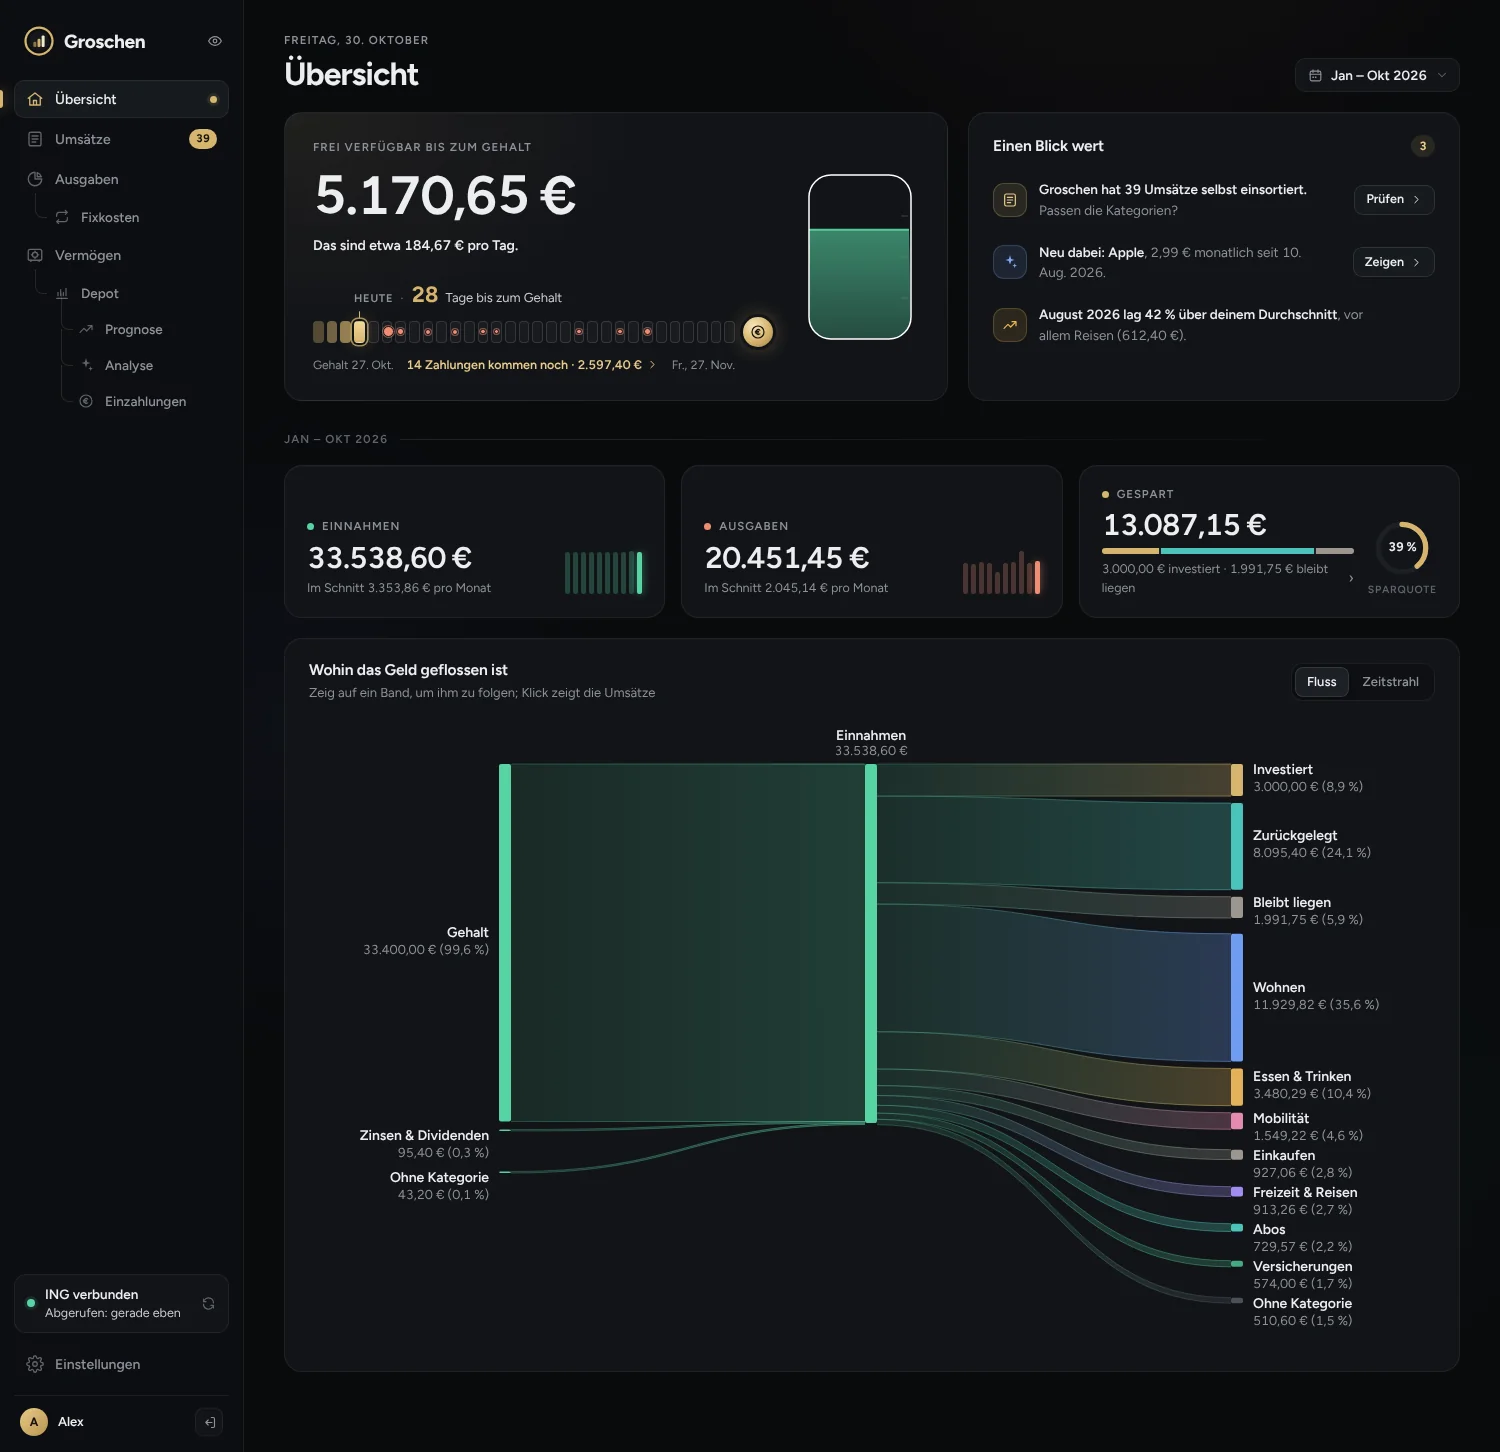 Groschen
Übersicht
Umsätze
39
Ausgaben
Fixkosten
Vermögen
Depot
Prognose
Analyse
Einzahlungen
ING verbunden
Abgerufen: gerade eben
Einstellungen
A
Alex
FREITAG, 30. OKTOBER
Übersicht
Jan – Okt 2026
FREI VERFÜGBAR BIS ZUM GEHALT
5.170,65 €
Das sind etwa 184,67 € pro Tag.
HEUTE · 28 Tage bis zum Gehalt
€
Gehalt 27. Okt.
14 Zahlungen kommen noch · 2.597,40 €
Fr., 27. Nov.
Einen Blick wert
3
Groschen hat 39 Umsätze selbst einsortiert.
Passen die Kategorien?
Prüfen
Neu dabei: Apple, 2,99 € monatlich seit 10.
Aug. 2026.
Zeigen
August 2026 lag 42 % über deinem Durchschnitt, vor
allem Reisen (612,40 €).
JAN – OKT 2026
EINNAHMEN
33.538,60 €
Im Schnitt 3.353,86 € pro Monat
AUSGABEN
20.451,45 €
Im Schnitt 2.045,14 € pro Monat
GESPART
13.087,15 €
3.000,00 € investiert · 1.991,75 € bleibt
liegen
39 %
SPARQUOTE
Wohin das Geld geflossen ist
Zeig auf ein Band, um ihm zu folgen; Klick zeigt die Umsätze
Fluss
Zeitstrahl
Einnahmen
33.538,60 €
Gehalt
33.400,00 € (99,6 %)
Zinsen & Dividenden
95,40 € (0,3 %)
Ohne Kategorie
43,20 € (0,1 %)
Investiert
3.000,00 € (8,9 %)
Zurückgelegt
8.095,40 € (24,1 %)
Bleibt liegen
1.991,75 € (5,9 %)
Wohnen
11.929,82 € (35,6 %)
Essen & Trinken
3.480,29 € (10,4 %)
Mobilität
1.549,22 € (4,6 %)
Einkaufen
927,06 € (2,8 %)
Freizeit & Reisen
913,26 € (2,7 %)
Abos
729,57 € (2,2 %)
Versicherungen
574,00 € (1,7 %)
Ohne Kategorie
510,60 € (1,5 %)